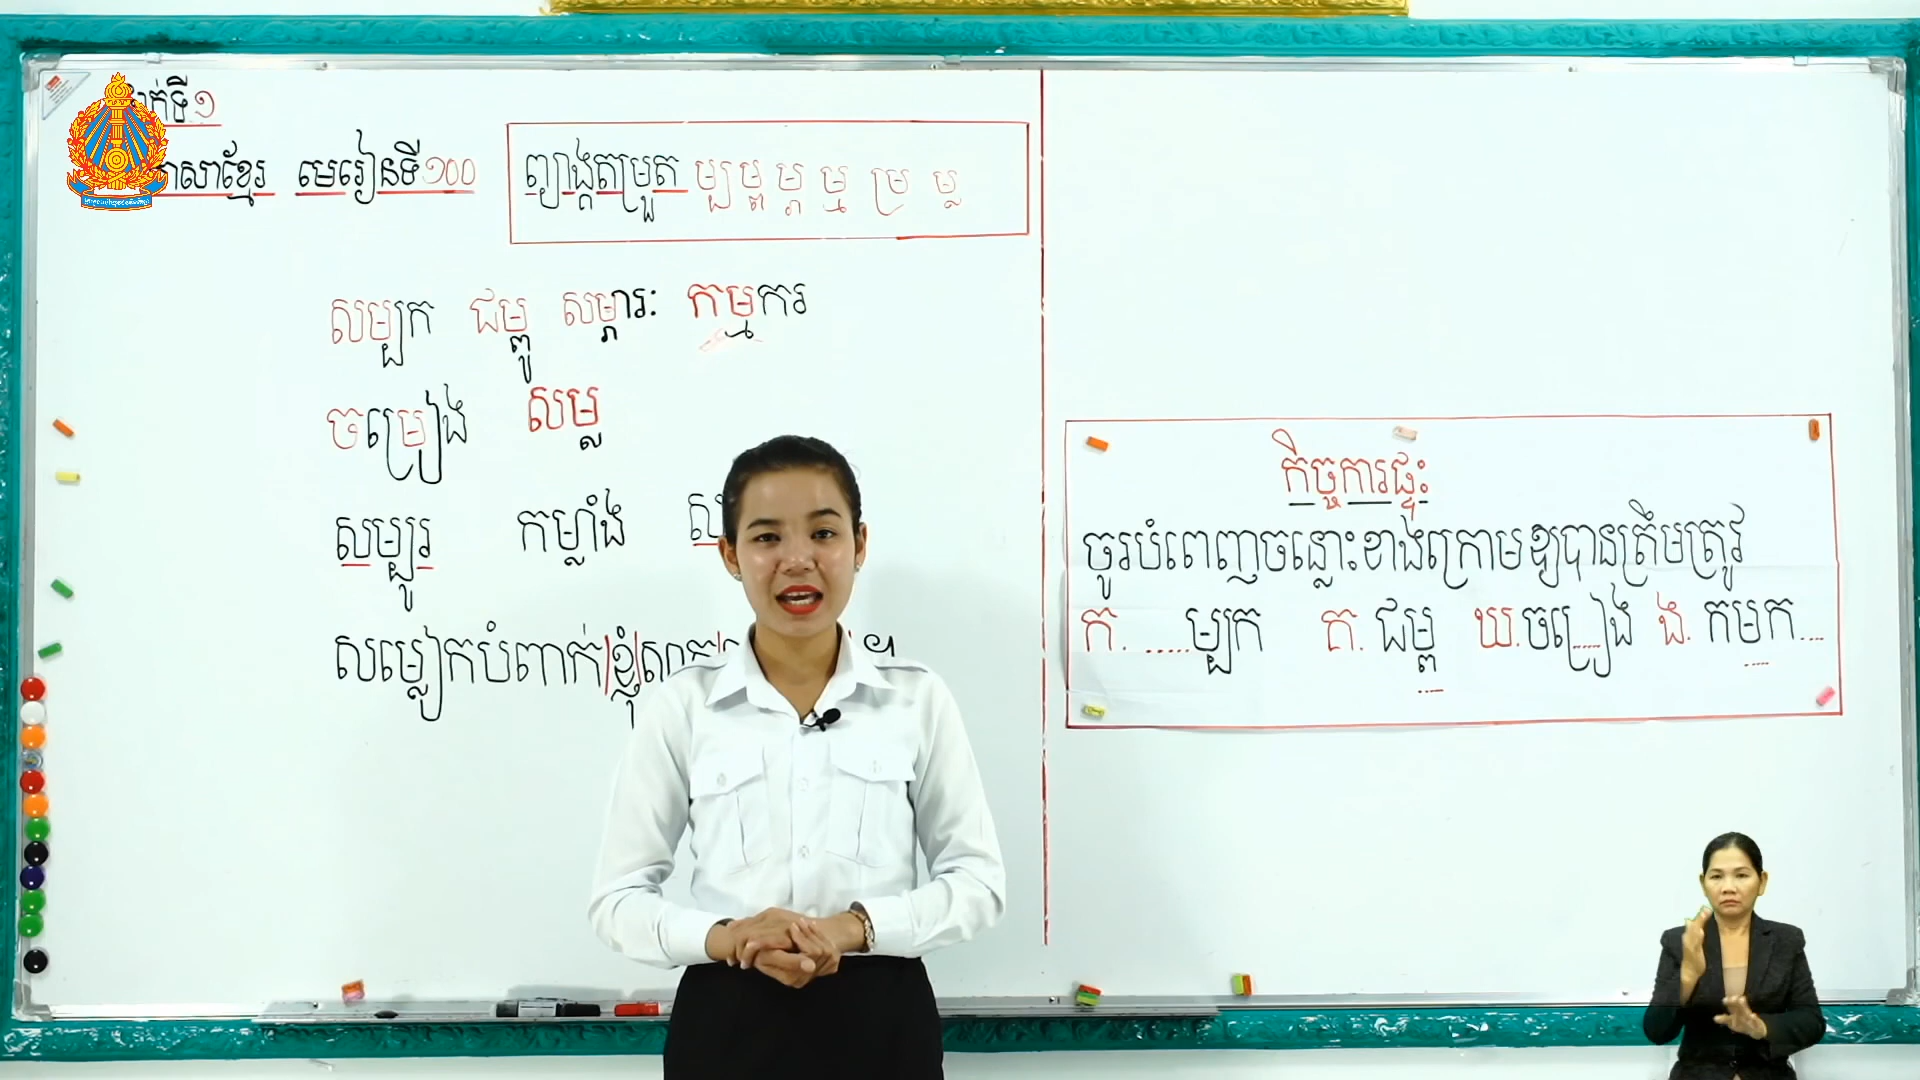 ថ្នាក់ទី១
ភាសាខ្មែរ មេរៀនទី១០០ ព្យាង្គតម្រួត ម្ប ម្ព ម្ភ ម្ម ម្រ ម្ល
សម្បក ជម្ពូ សម្ភារៈ កម្មករ
ចម្រៀង សម្ល
សម្បូរ កម្លាំង
សម្លៀកបំពាក់ ខ្ញុំ
កិច្ចការផ្ទះ
ចូរបំពេញចន្លោះខាងក្រោមឱ្យបានត្រឹមត្រូវ
ក. .....ម្បក គ. ជម្ព... ឃ. ច...្រៀង ង. កម...ក....